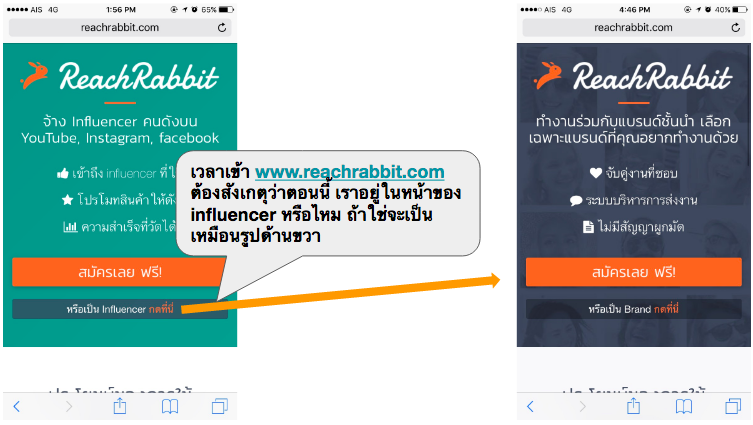 AIS 4G 1:56 PM 65%
reachrabbit.com
ReachRabbit
จ้าง Influencer คนดังบน
YouTube, Instagram, facebook
เข้าถึง influencer ที่
โปรโมทสินค้า ให้
ความสำเร็จที่วัดได้
สมัครเลย ฟรี!
หรือเป็น Influencer กดที่นี่
เวลาเข้า www.reachrabbit.com
ต้องสังเกตุว่าตอนนี้ เราอยู่ในหน้าของ
influencer หรือไหม ถ้าใช่จะเป็น
เหมือนรูปด้านขวา
AIS 4G 4:46 PM 40%
reachrabbit.com
ReachRabbit
ทำงานร่วมกับแบรนด์ชั้นนำ เลือก
เฉพาะแบรนด์ที่คุณอยากทำงานด้วย
จับคู่งานที่ชอบ
ระบบบริหารการส่งงาน
ไม่มีสัญญาผูกมัด
สมัครเลย ฟรี!
หรือเป็น Brand กดที่นี่